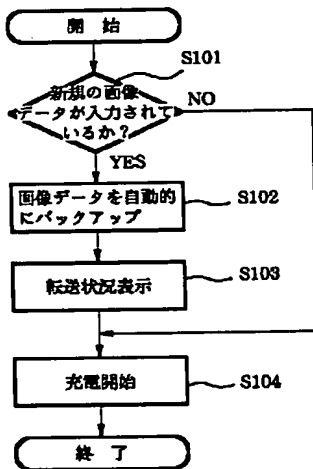 開 始
S101
新規の画像
データが入力されて
いるか？
NO
YES
画像データを自動的
にバックアップ
S102
転送状況表示
S103
充電開始
S104
終 了